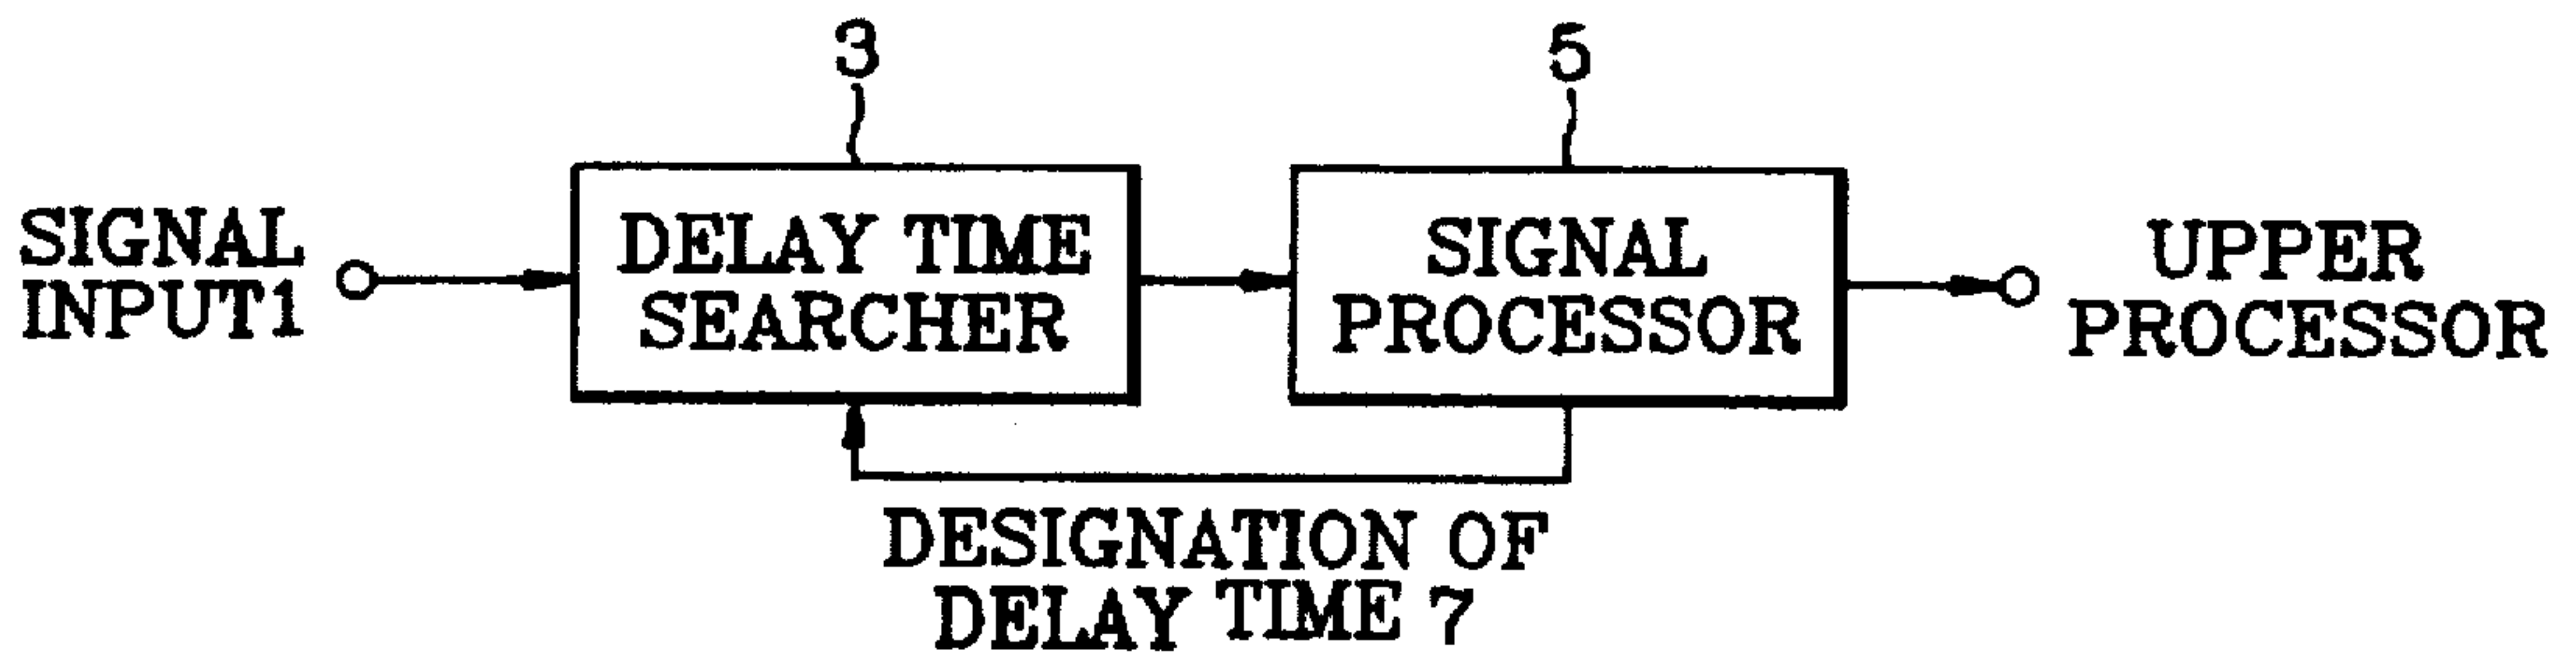 3
5
SIGNAL
INPUT1
DELAY TIME
SEARCHER
SIGNAL
PROCESSOR
UPPER
PROCESSOR
DESIGNATION OF
DELAY TIME 7